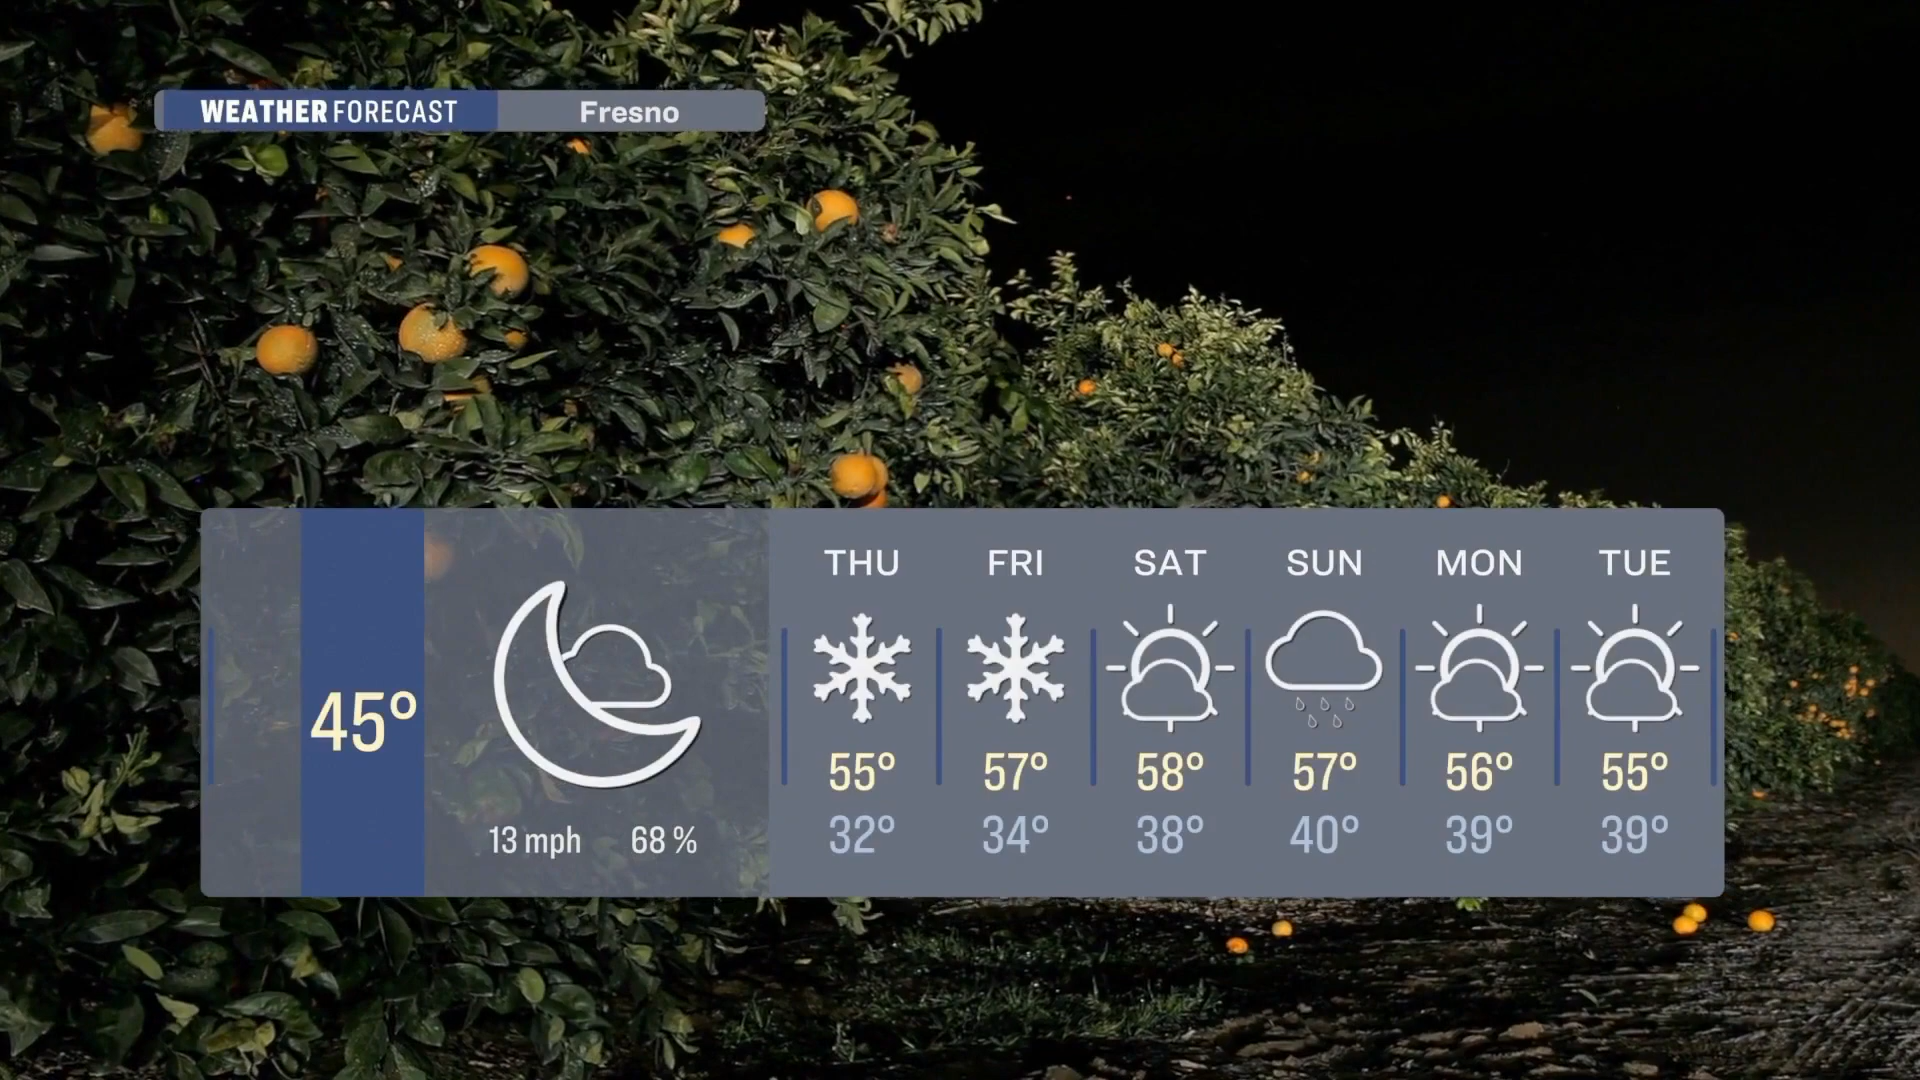 WEATHER FORECAST
Fresno
45°
13 mph 68 %
THU FRI SAT SUN MON TUE
55° 57° 58° 57° 56° 55°
32° 34° 38° 40° 39° 39°